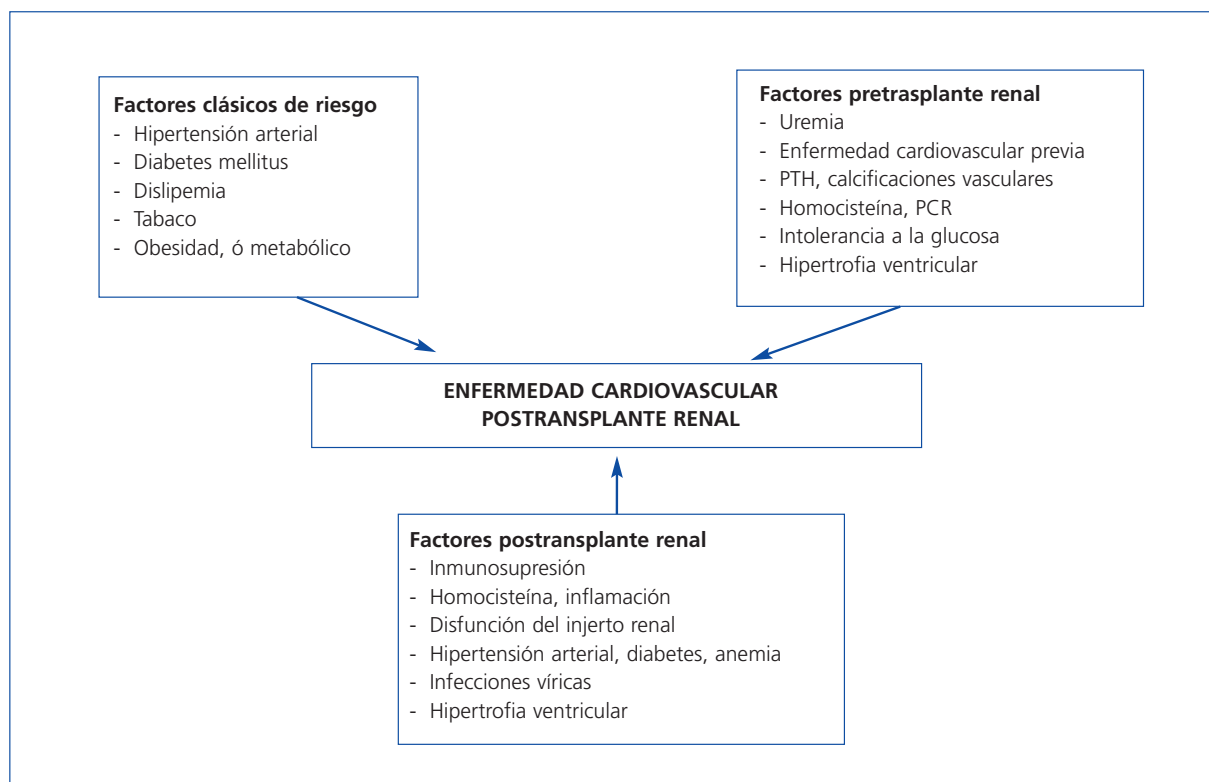 Factores clásicos de riesgo
- Hipertensión arterial
- Diabetes mellitus
- Dislipemia
- Tabaco
- Obesidad, ó metabólico
Factores pretrasplante renal
- Uremia
- Enfermedad cardiovascular previa
- PTH, calcificaciones vasculares
- Homocisteína, PCR
- Intolerancia a la glucosa
- Hipertrofia ventricular
ENFERMEDAD CARDIOVASCULAR
POSTRANSPLANTE RENAL
Factores postransplante renal
- Inmunosupresión
- Homocisteína, inflamación
- Disfunción del injerto renal
- Hipertensión arterial, diabetes, anemia
- Infecciones víricas
- Hipertrofia ventricular